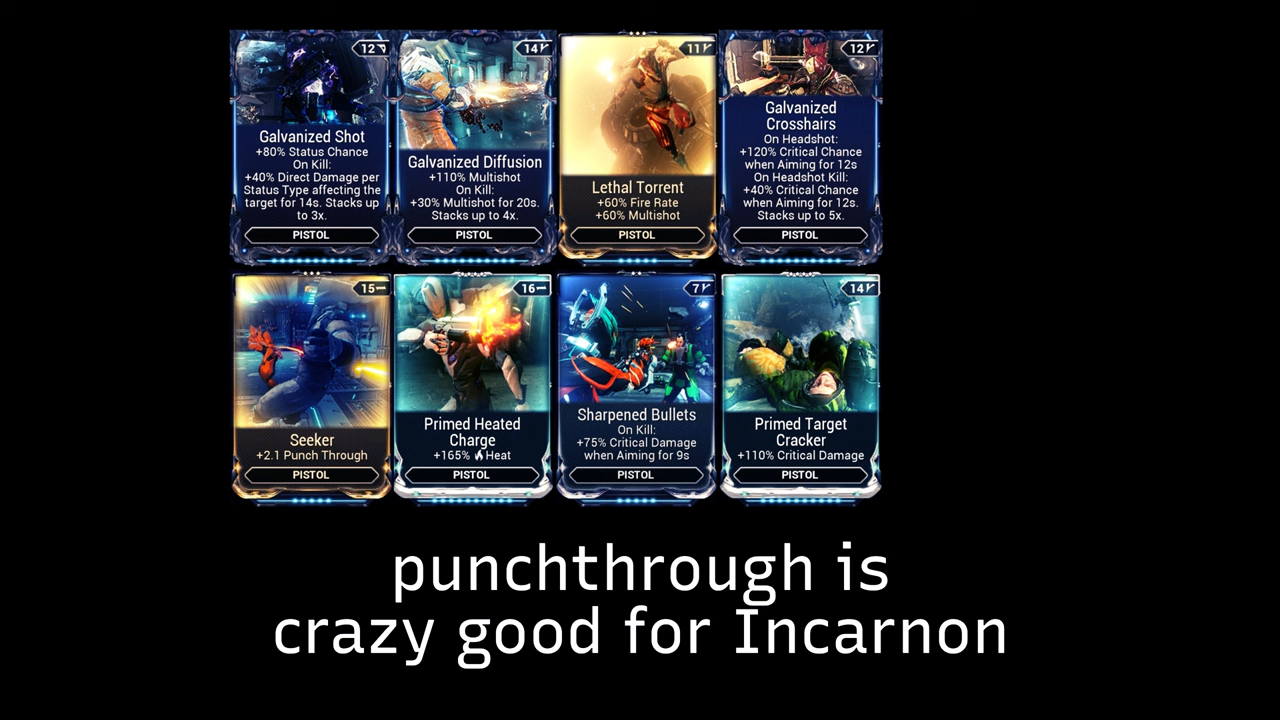 12
Galvanized Shot
+80% Status Chance
On Kill:
+40% Direct Damage per
Status Type affecting the
target for 14s. Stacks up
to 3x.
PISTOL
14
Galvanized Diffusion
+110% Multishot
On Kill:
+30% Multishot for 20s.
Stacks up to 4x.
PISTOL
11
Lethal Torrent
+60% Fire Rate
+60% Multishot
PISTOL
12
Galvanized
Crosshairs
On Headshot:
+120% Critical Chance
when Aiming for 12s
On Headshot Kill:
+40% Critical Chance
when Aiming for 12s.
Stacks up to 5x.
PISTOL
15
Seeker
+2.1 Punch Through
PISTOL
16
Primed Heated
Charge
+165% Heat
PISTOL
7
Sharpened Bullets
On Kill:
+75% Critical Damage
when Aiming for 9s
PISTOL
14
Primed Target
Cracker
+110% Critical Damage
PISTOL
punchthrough is
crazy good for Incarnon